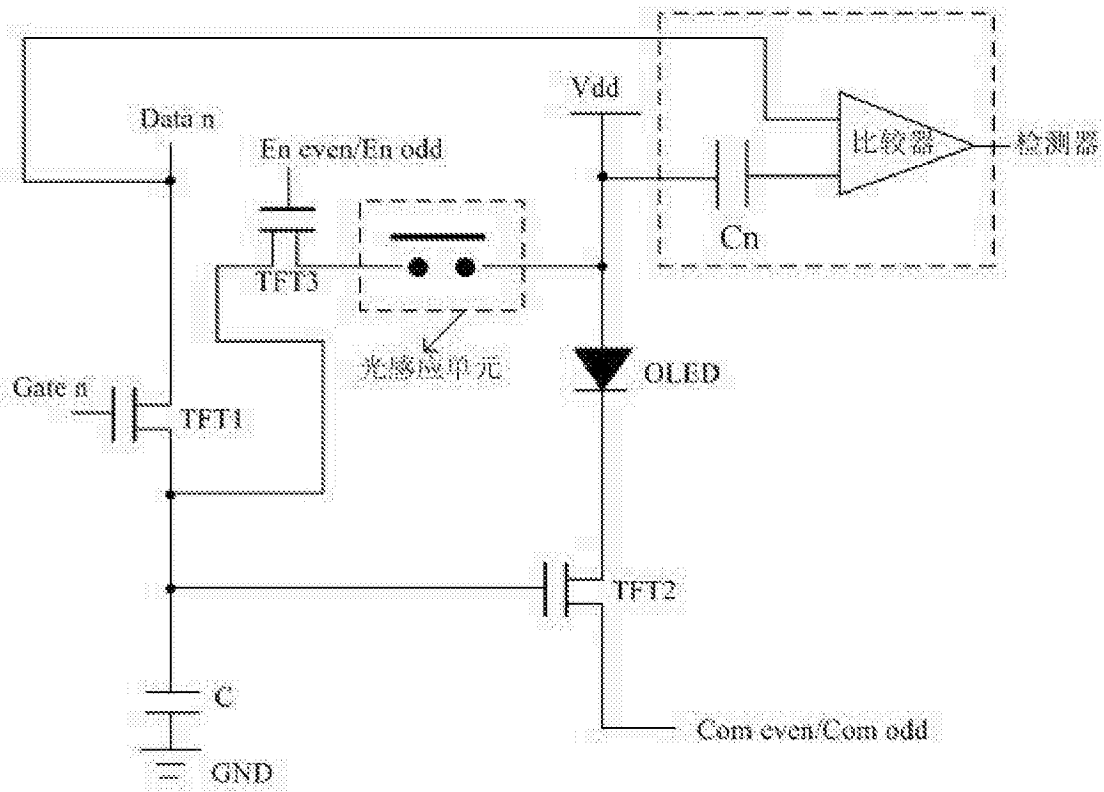 Data n
Vdd
En even/En odd
比较器
检测器
Cn
TFT3
光感应单元
OLED
Gate n
TFT1
TFT2
C
Com even/Com odd
GND